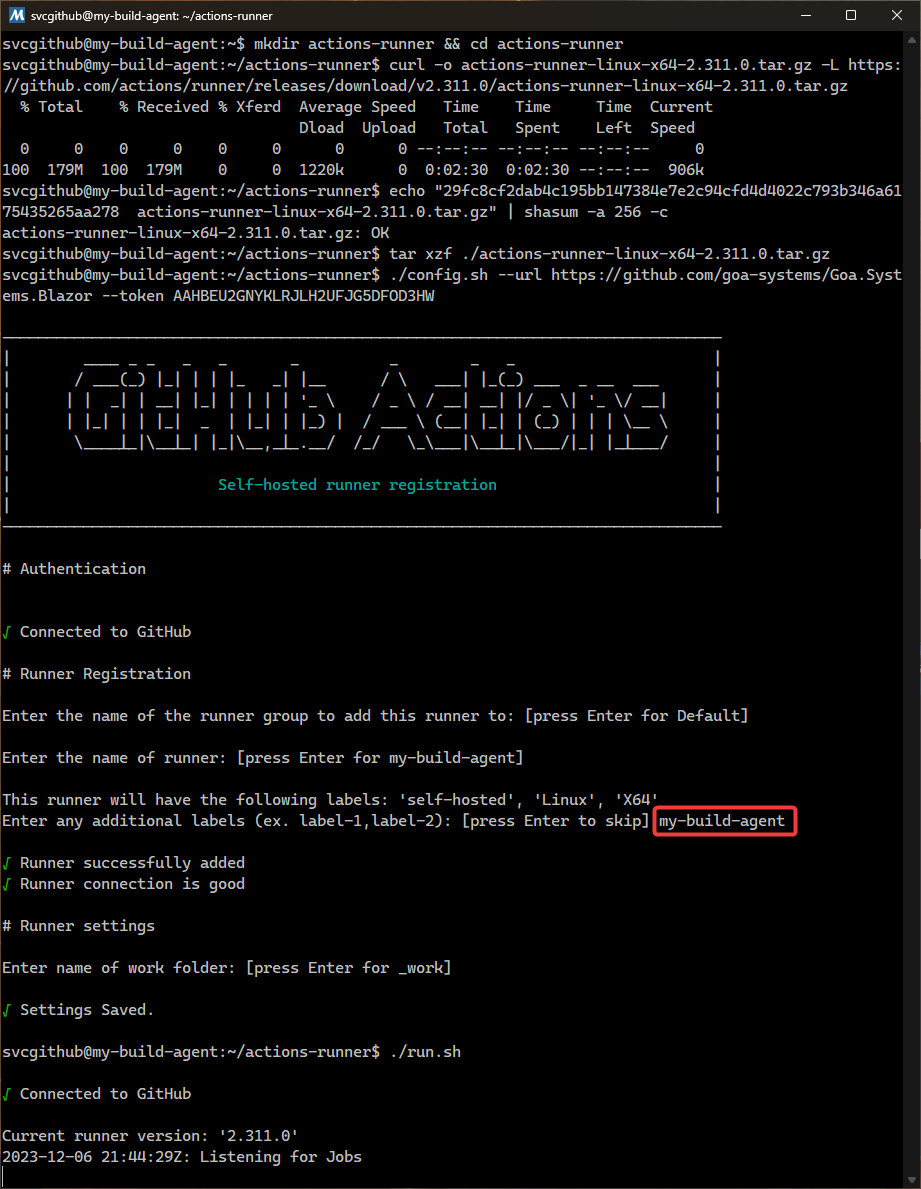 svcgithub@my-build-agent: ~/actions-runner
svcgithub@my-build-agent:~$ mkdir actions-runner && cd actions-runner
svcgithub@my-build-agent:~/actions-runner$ curl -o actions-runner-linux-x64-2.311.0.tar.gz -L https:
//github.com/actions/runner/releases/download/v2.311.0/actions-runner-linux-x64-2.311.0.tar.gz
  % Total    % Received % Xferd  Average Speed   Time    Time     Time  Current
                                 Dload  Upload   Total   Spent    Left  Speed
  0     0    0     0    0     0      0      0 --:--:-- --:--:-- --:--:--     0
100  179M  100  179M    0     0  1220k      0  0:02:30  0:02:30 --:--:--  906k
svcgithub@my-build-agent:~/actions-runner$ echo "29fc8cf2dab4c195bb147384e7e2c94cfd4d4022c793b346a61
75435265aa278  actions-runner-linux-x64-2.311.0.tar.gz" | shasum -a 256 -c
actions-runner-linux-x64-2.311.0.tar.gz: OK
svcgithub@my-build-agent:~/actions-runner$ tar xzf ./actions-runner-linux-x64-2.311.0.tar.gz
svcgithub@my-build-agent:~/actions-runner$ ./config.sh --url https://github.com/goa-systems/Goa.Syst
ems.Blazor --token AAHBEU2GNYKLRJLH2UFJG5DFOD3HW
GitHub Actions
Self-hosted runner registration
# Authentication
√ Connected to GitHub
# Runner Registration
Enter the name of the runner group to add this runner to: [press Enter for Default]
Enter the name of runner: [press Enter for my-build-agent]
This runner will have the following labels: 'self-hosted', 'Linux', 'X64'
Enter any additional labels (ex. label-1,label-2): [press Enter to skip] my-build-agent
√ Runner successfully added
√ Runner connection is good
# Runner settings
Enter name of work folder: [press Enter for _work]
√ Settings Saved.
svcgithub@my-build-agent:~/actions-runner$ ./run.sh
√ Connected to GitHub
Current runner version: '2.311.0'
2023-12-06 21:44:29Z: Listening for Jobs